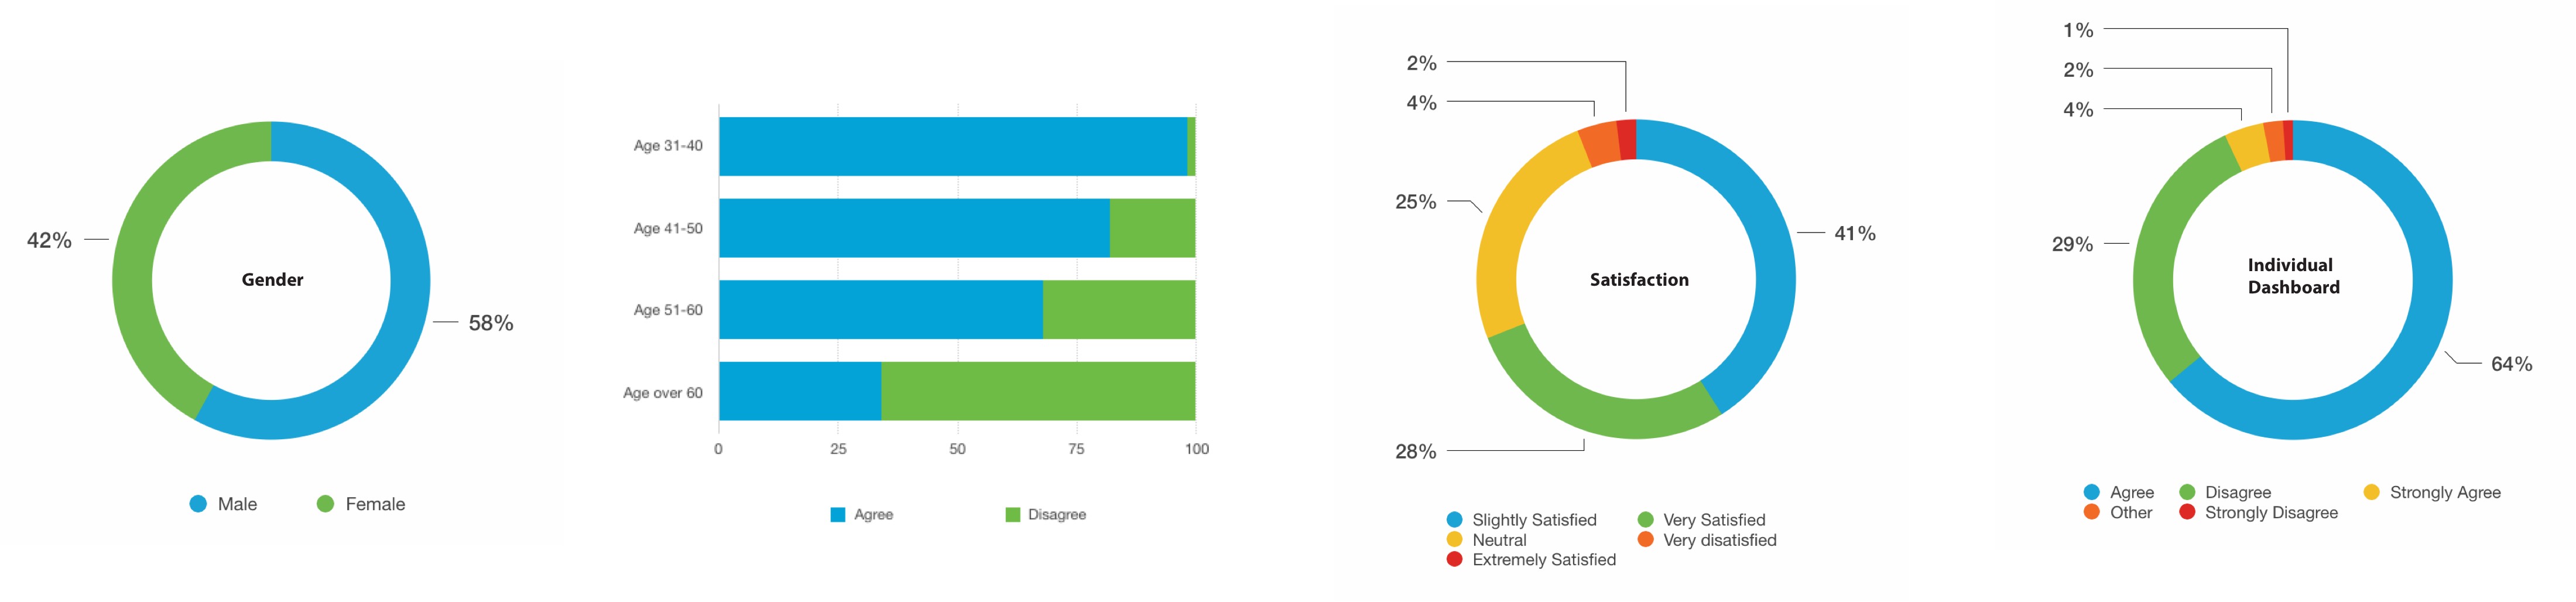 42%
Gender
58%
Male Female
Age 31-40
Age 41-50
Age 51-60
Age over 60
0 25 50 75 100
Agree Disagree
2%
4%
25%
41%
Satisfaction
28%
Slightly Satisfied Very Satisfied
Neutral Very disatisfied
Extremely Satisfied
1%
2%
4%
29%
Individual
Dashboard
64%
Agree Disagree Strongly Agree
Other Strongly Disagree